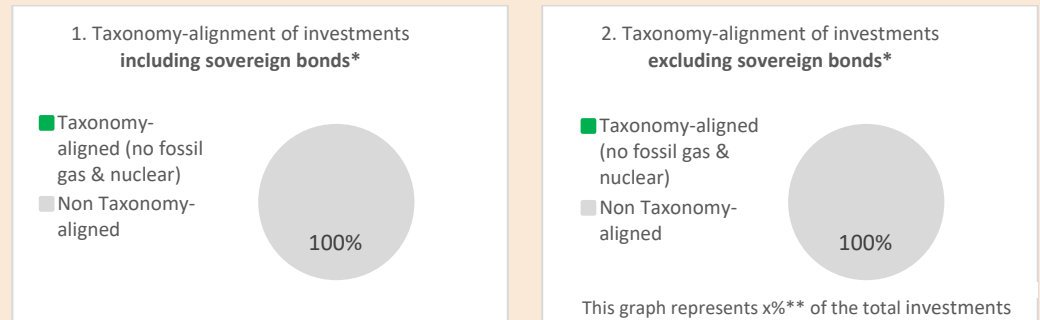 1. Taxonomy-alignment of investments
including sovereign bonds*
Taxonomy-
aligned (no fossil
gas & nuclear)
Non Taxonomy-
aligned
100%
2. Taxonomy-alignment of investments
excluding sovereign bonds*
Taxonomy-aligned
(no fossil gas &
nuclear)
Non Taxonomy-
aligned
100%
This graph represents x%** of the total investments